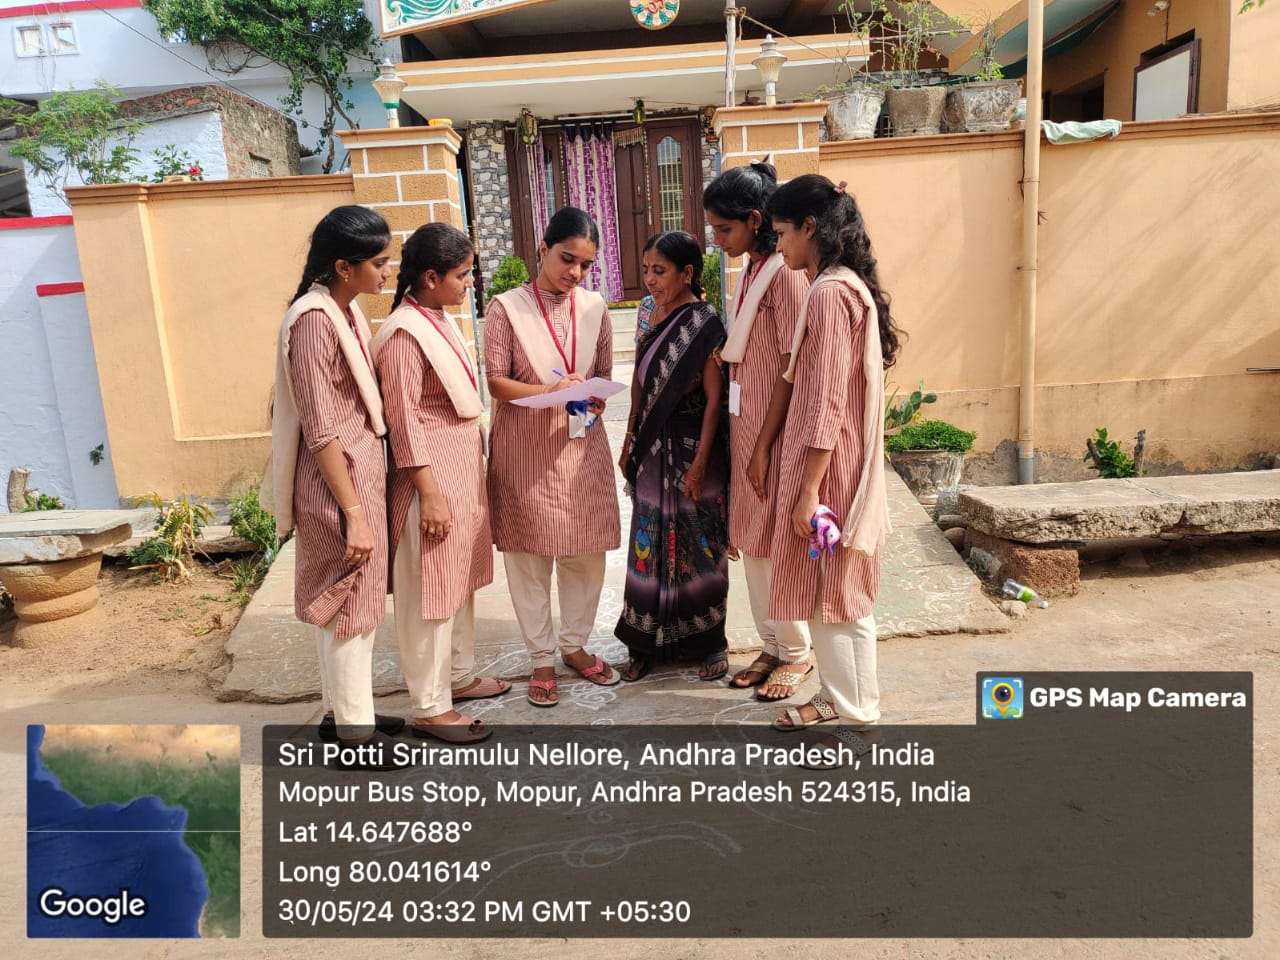 GPS Map Camera
Sri Potti Sriramulu Nellore, Andhra Pradesh, India
Mopur Bus Stop, Mopur, Andhra Pradesh 524315, India
Lat 14.647688°
Long 80.041614°
30/05/24 03:32 PM GMT +05:30
Google